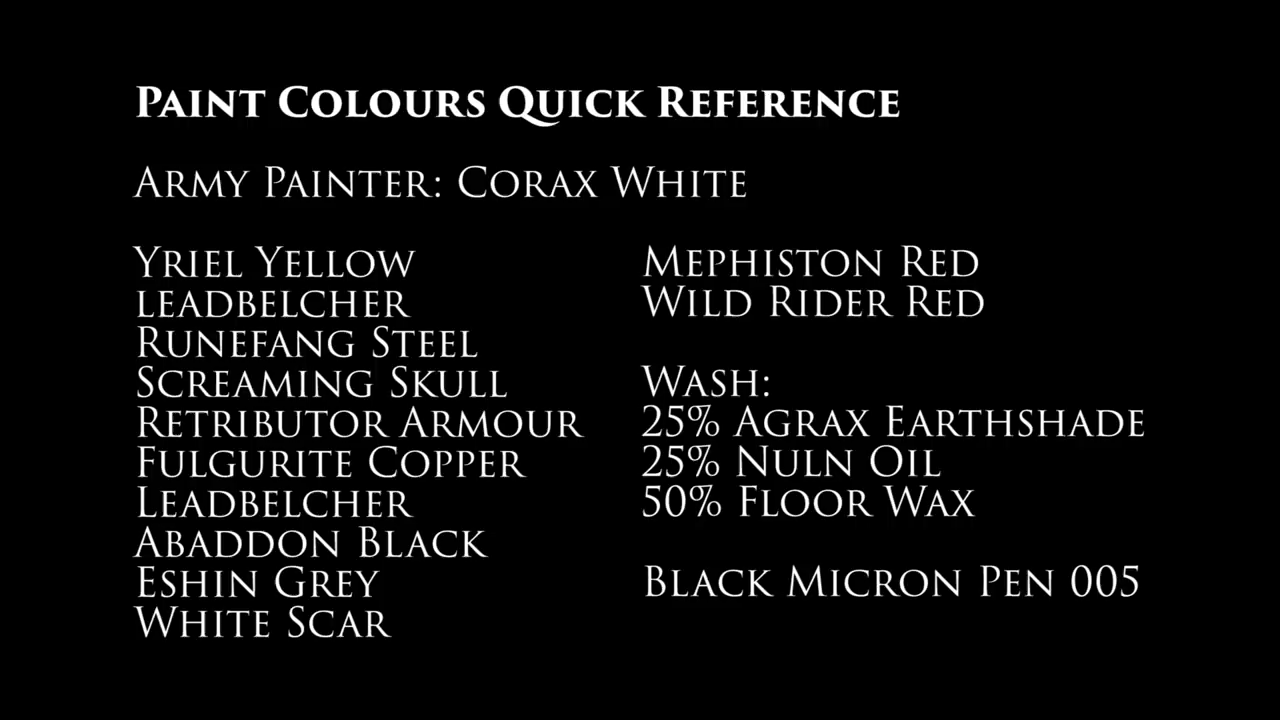 Paint Colours Quick Reference
Army Painter: Corax White
Yriel Yellow
leadbelcher
Runefang Steel
Screaming Skull
Retributor Armour
Fulgurite Copper
Leadbelcher
Abaddon Black
Eshin Grey
White Scar
Mephiston Red
Wild Rider Red
Wash:
25% Agrax Earthshade
25% Nuln Oil
50% Floor Wax
Black Micron Pen 005